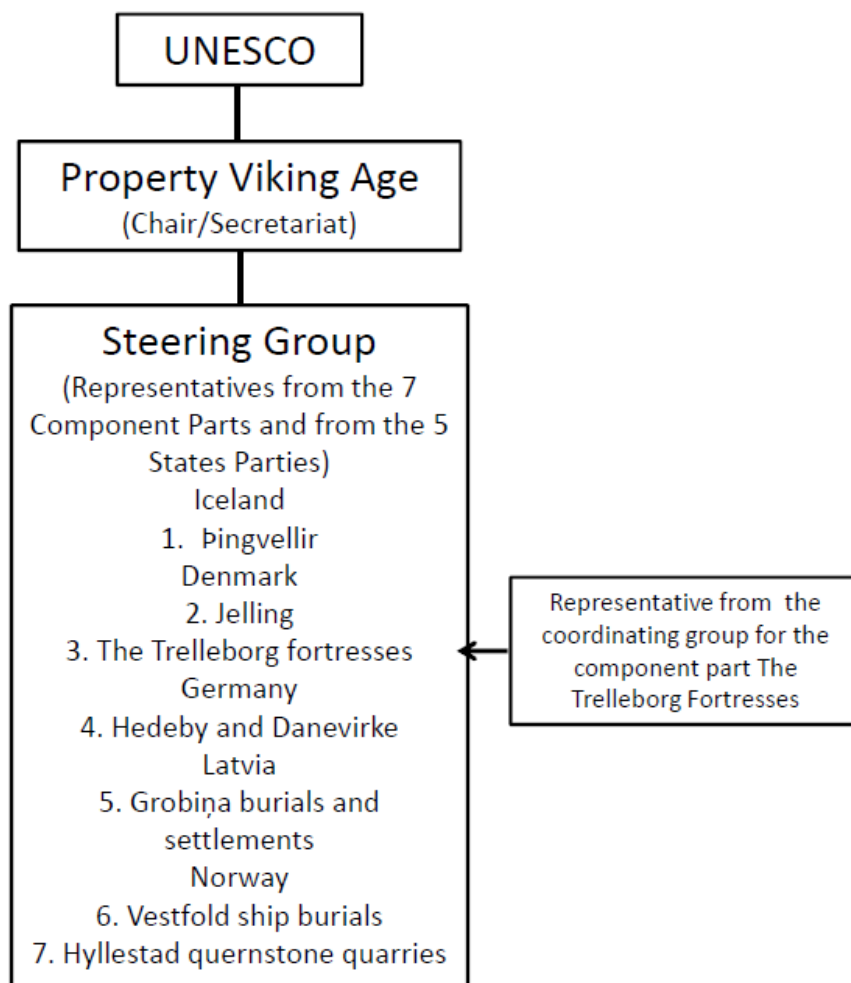 UNESCO
Property Viking Age
(Chair/Secretariat)
Steering Group
(Representatives from the 7
Component Parts and from the 5
States Parties)
Iceland
1. Þingvellir
Denmark
2. Jelling
3. The Trelleborg fortresses
Germany
4. Hedeby and Danevirke
Latvia
5. Grobiņa burials and
settlements
Norway
6. Vestfold ship burials
7. Hyllestad quernstone quarries
Representative from the
coordinating group for the
component part The
Trelleborg Fortresses